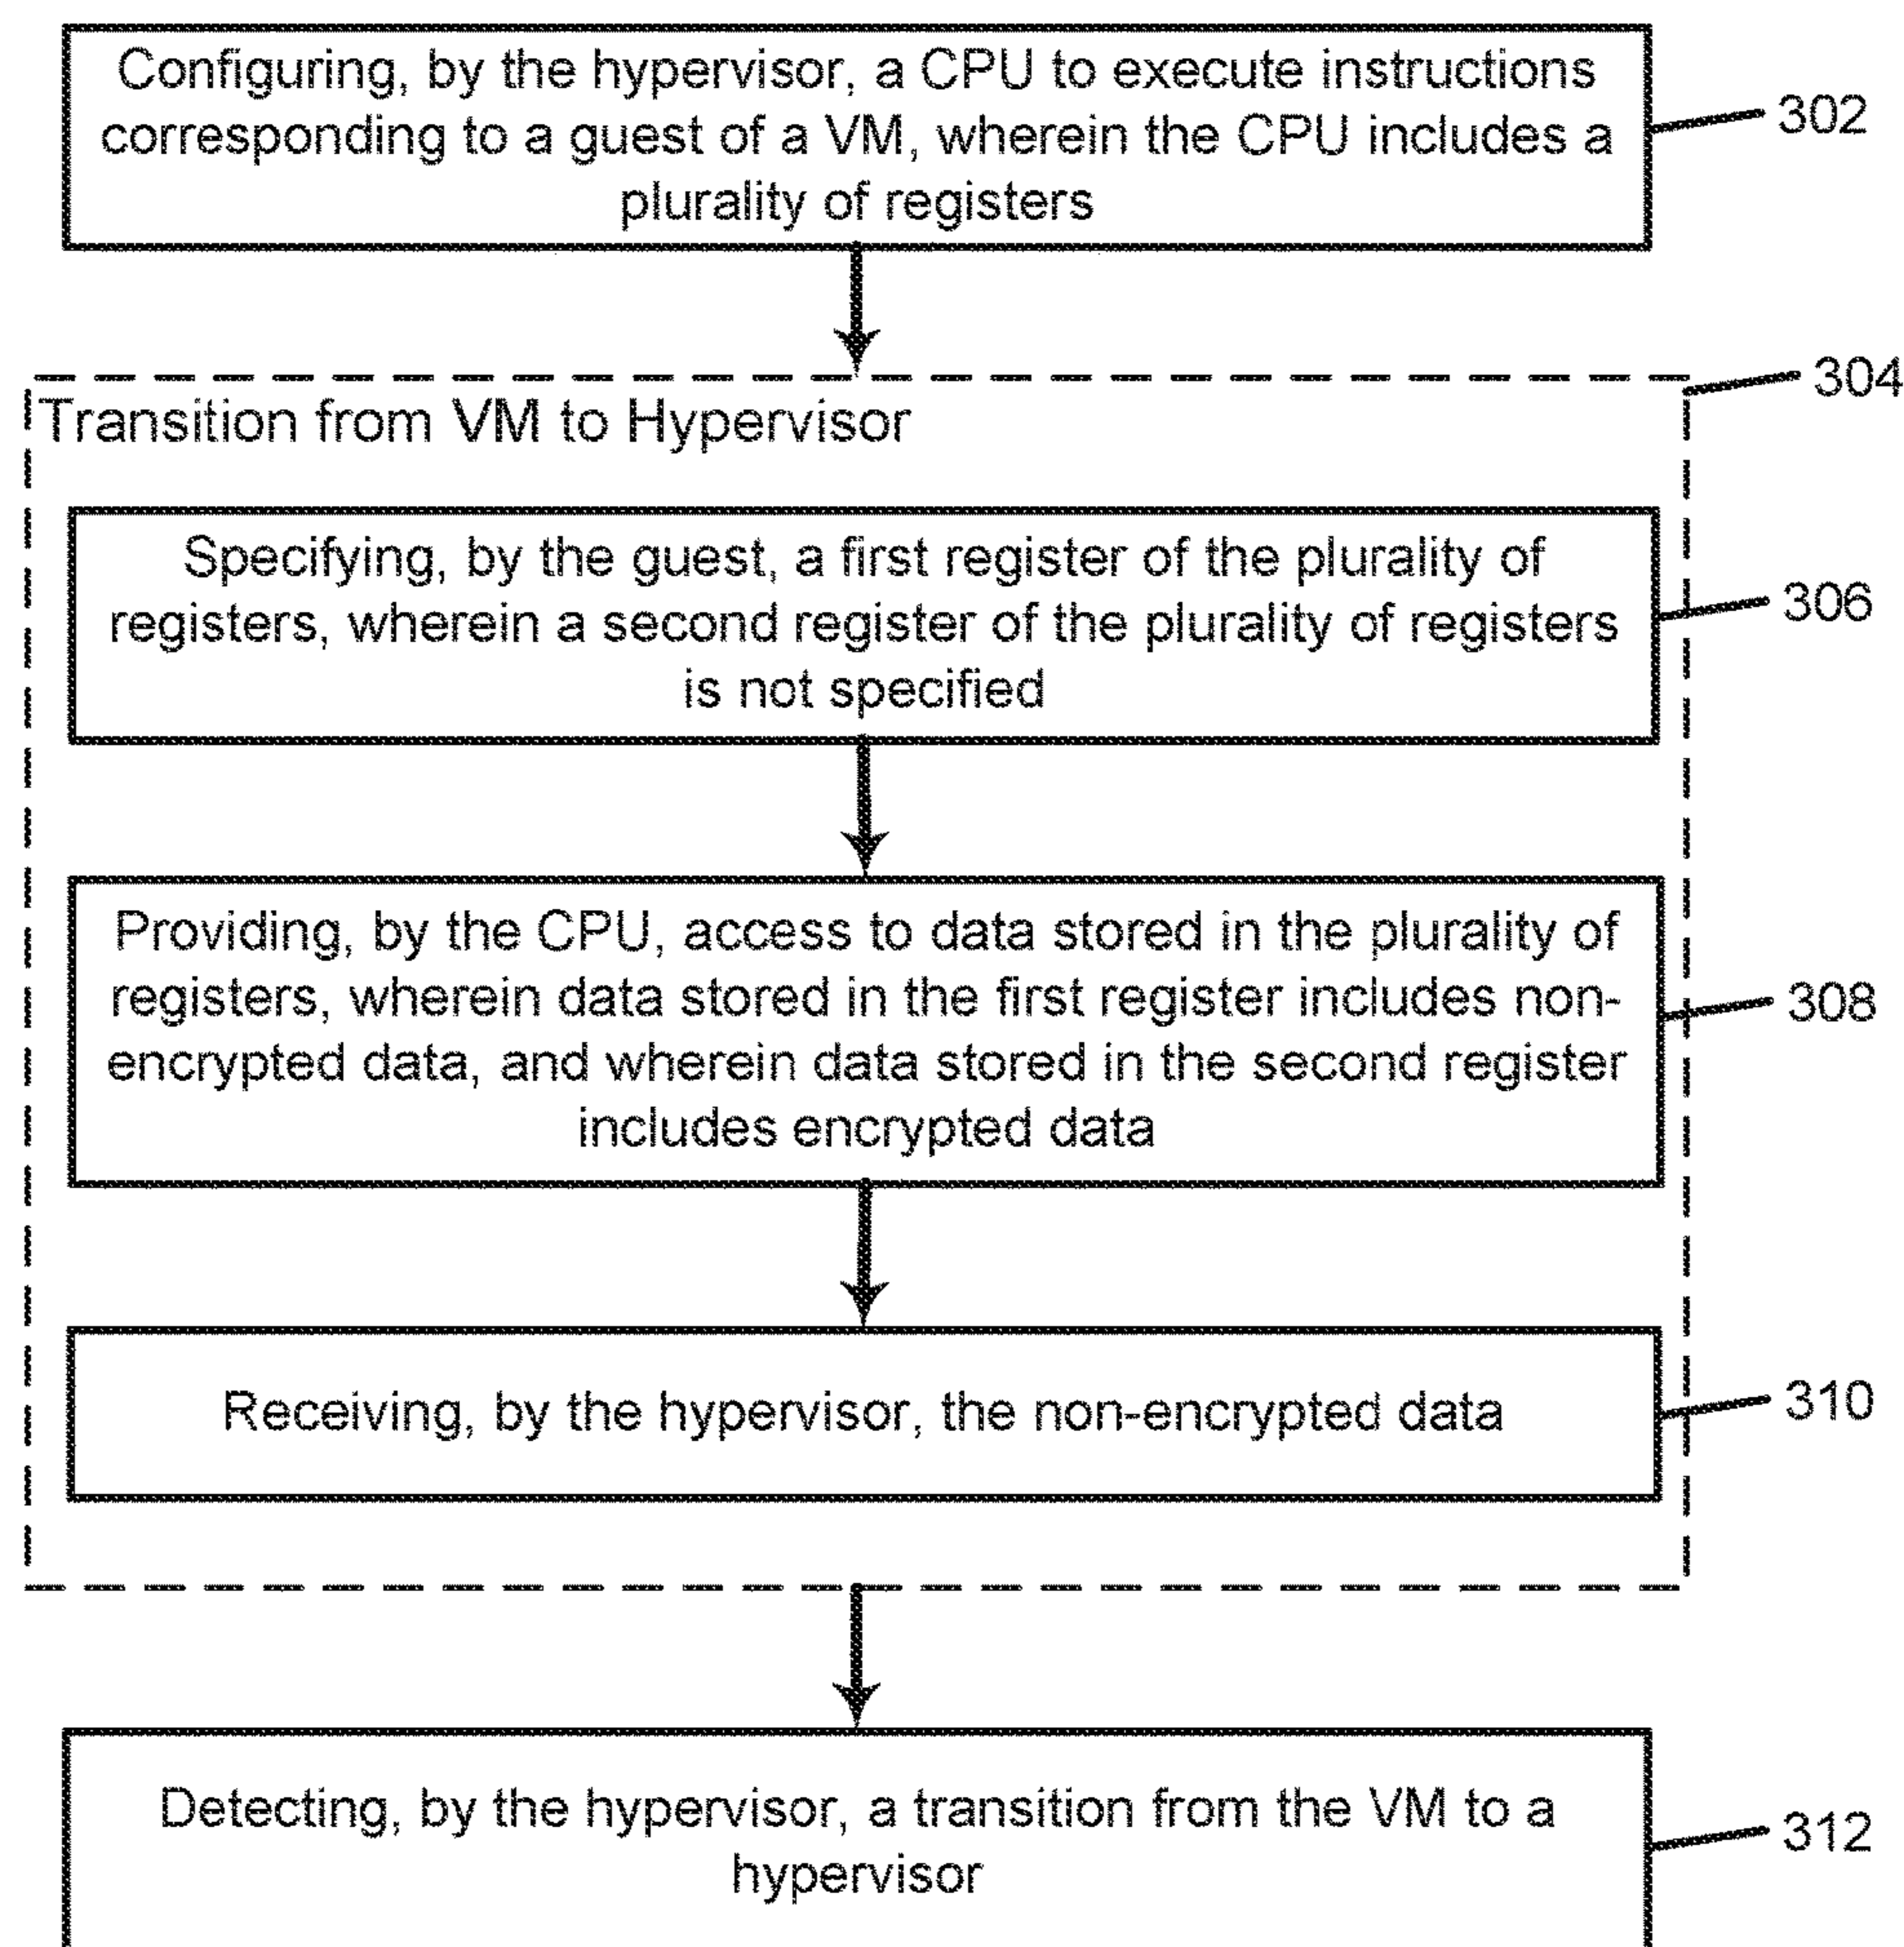 Configuring, by the hypervisor, a CPU to execute instructions
corresponding to a guest of a VM, wherein the CPU includes a
plurality of registers
302
304
Transition from VM to Hypervisor
Specifying, by the guest, a first register of the plurality of
registers, wherein a second register of the plurality of registers
is not specified
306
Providing, by the CPU, access to data stored in the plurality of
registers, wherein data stored in the first register includes non-
encrypted data, and wherein data stored in the second register
includes encrypted data
308
Receiving, by the hypervisor, the non-encrypted data
310
Detecting, by the hypervisor, a transition from the VM to a
hypervisor
312